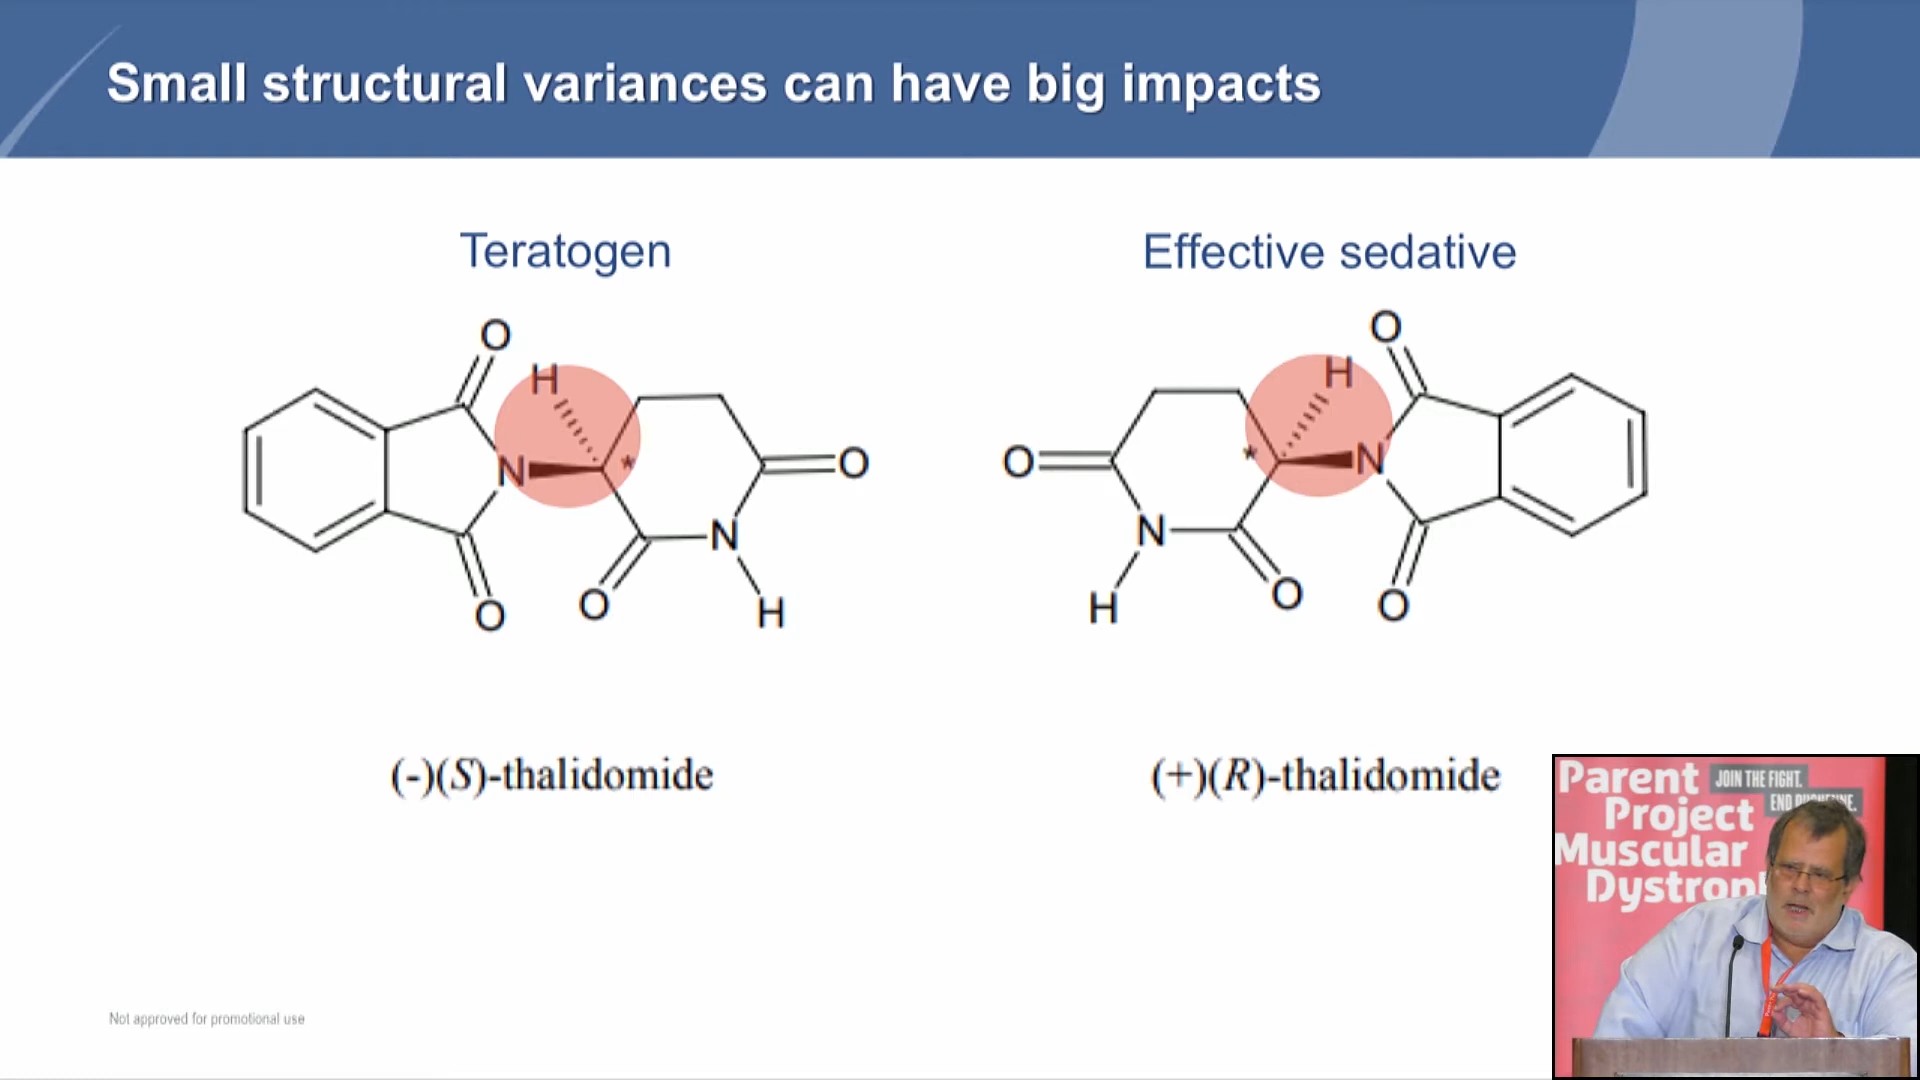 Small structural variances can have big impacts
Teratogen
Effective sedative
O
H
N
*
O
O
O
N
H
O
H
O
*
N
N
O
O
H
(-)(S)-thalidomide
(+)(R)-thalidomide
Parent
Project
Muscular
JOIN THE FIGHT.
END
Not approved for promotional use